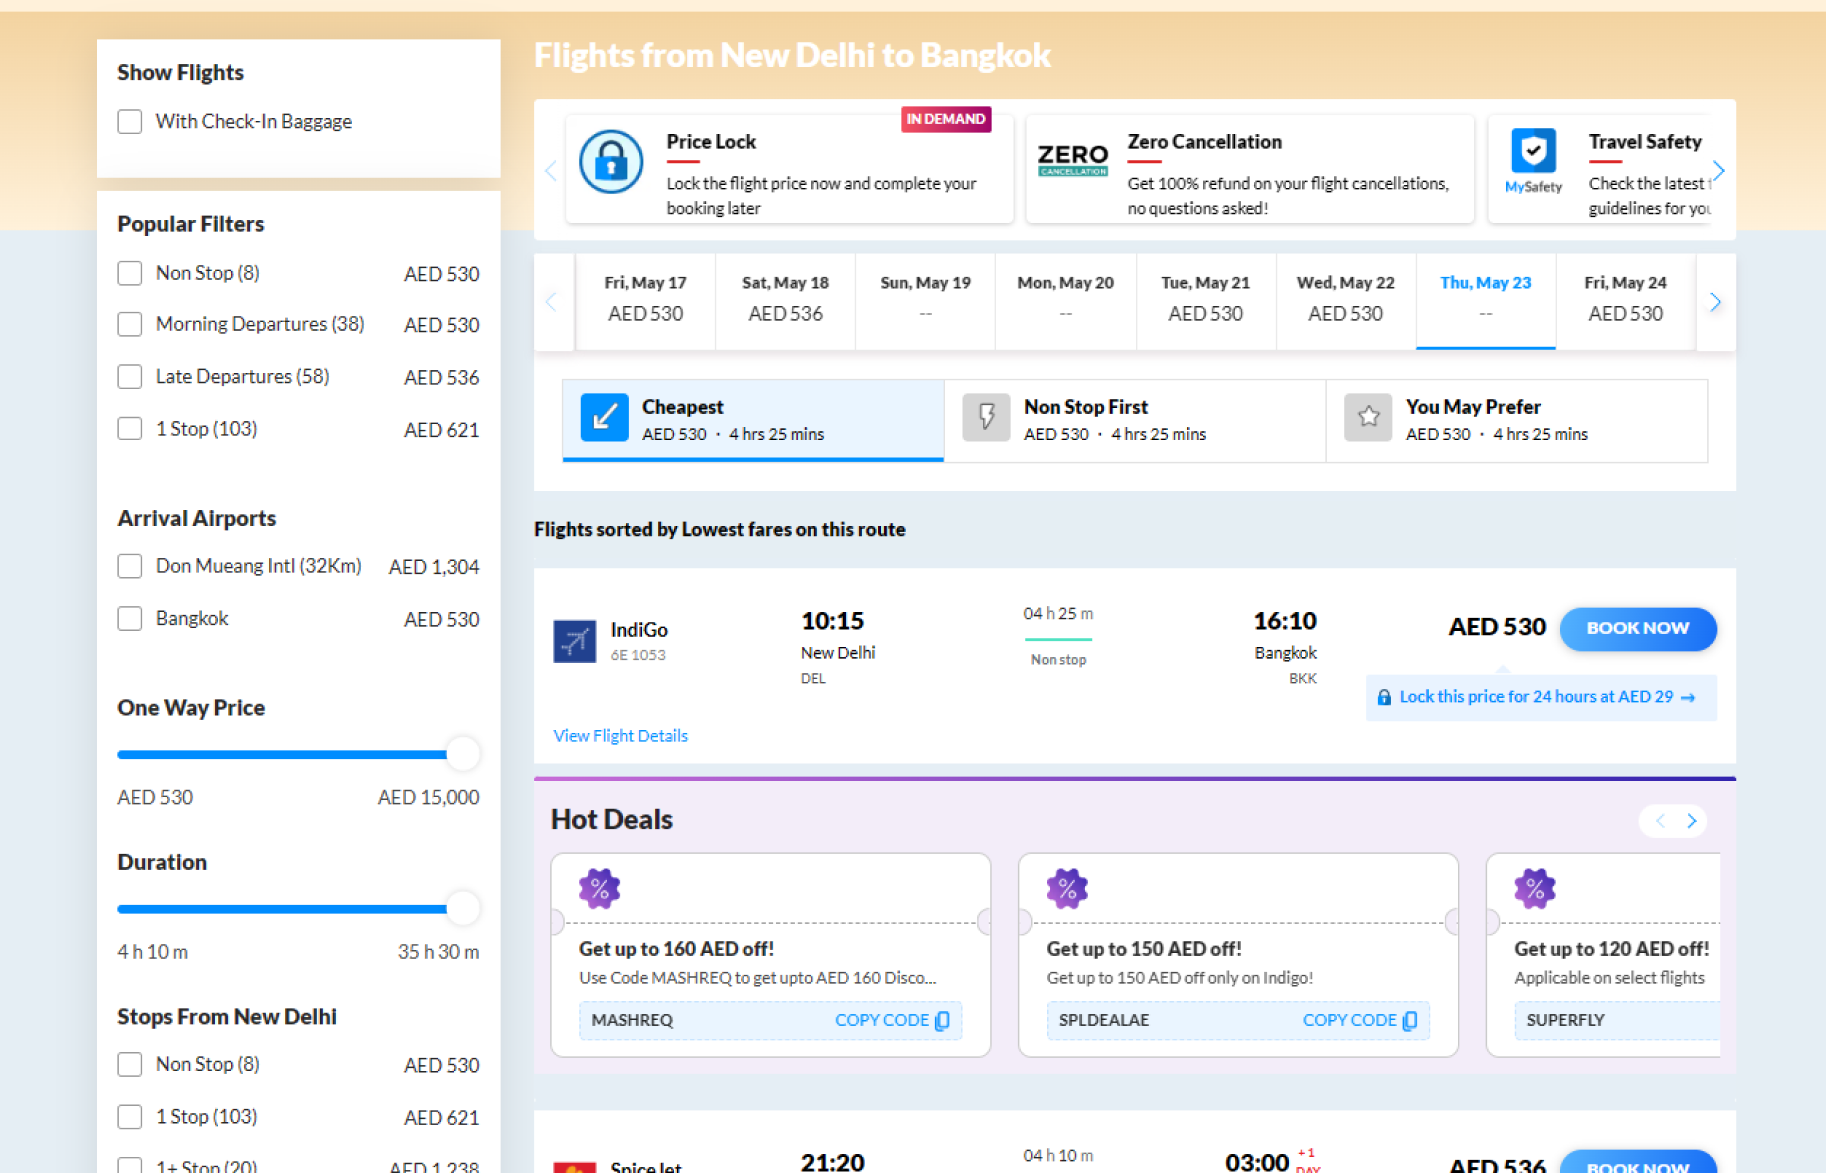 Show Flights
With Check-In Baggage
Popular Filters
Non Stop (8) AED 530
Morning Departures (38) AED 530
Late Departures (58) AED 536
1 Stop (103) AED 621
Arrival Airports
Don Mueang Intl (32Km) AED 1,304
Bangkok AED 530
One Way Price
AED 530 AED 15,000
Duration
4 h 10 m 35 h 30 m
Stops From New Delhi
Non Stop (8) AED 530
1 Stop (103) AED 621
1+ Stop (20) AED 1,238
Flights from New Delhi to Bangkok
IN DEMAND
Price Lock
Lock the flight price now and complete your
booking later
ZERO
CANCELLATION
Zero Cancellation
Get 100% refund on your flight cancellations,
no questions asked!
MySafety
Travel Safety
Check the latest
guidelines for
Fri, May 17 Sat, May 18 Sun, May 19 Mon, May 20 Tue, May 21 Wed, May 22 Thu, May 23 Fri, May 24
AED 530 AED 536 -- -- AED 530 AED 530 -- AED 530
Cheapest
AED 530 · 4 hrs 25 mins
Non Stop First
AED 530 · 4 hrs 25 mins
You May Prefer
AED 530 · 4 hrs 25 mins
Flights sorted by Lowest fares on this route
IndiGo
6E 1053
10:15
New Delhi
DEL
04 h 25 m
Non stop
16:10
Bangkok
BKK
AED 530 BOOK NOW
Lock this price for 24 hours at AED 29 →
View Flight Details
Hot Deals
%
Get up to 160 AED off!
Use Code MASHREQ to get upto AED 160 Disco...
MASHREQ COPY CODE
%
Get up to 150 AED off!
Get up to 150 AED off only on Indigo!
SPLDEALAE COPY CODE
%
Get up to 120 AED off!
Applicable on select flights
SUPERFLY
SpiceJet
21:20
04 h 10 m
03:00 +1
DAY
AED 536 BOOK NOW